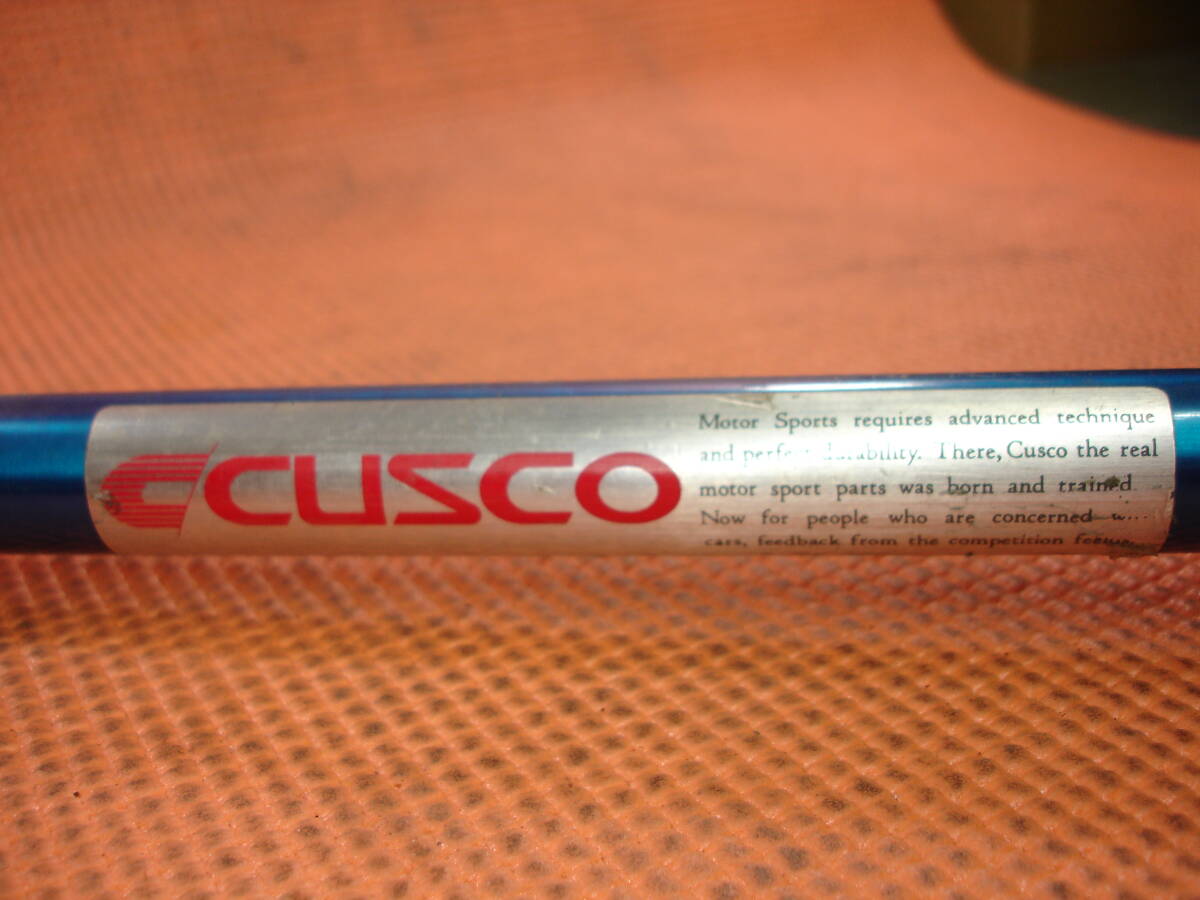 CUSCO
Motor Sports requires advanced technique
and durability. There, Cusco the real
motor sport parts was born and trained.
Now for people who are concerned
cars, feedback from the competition